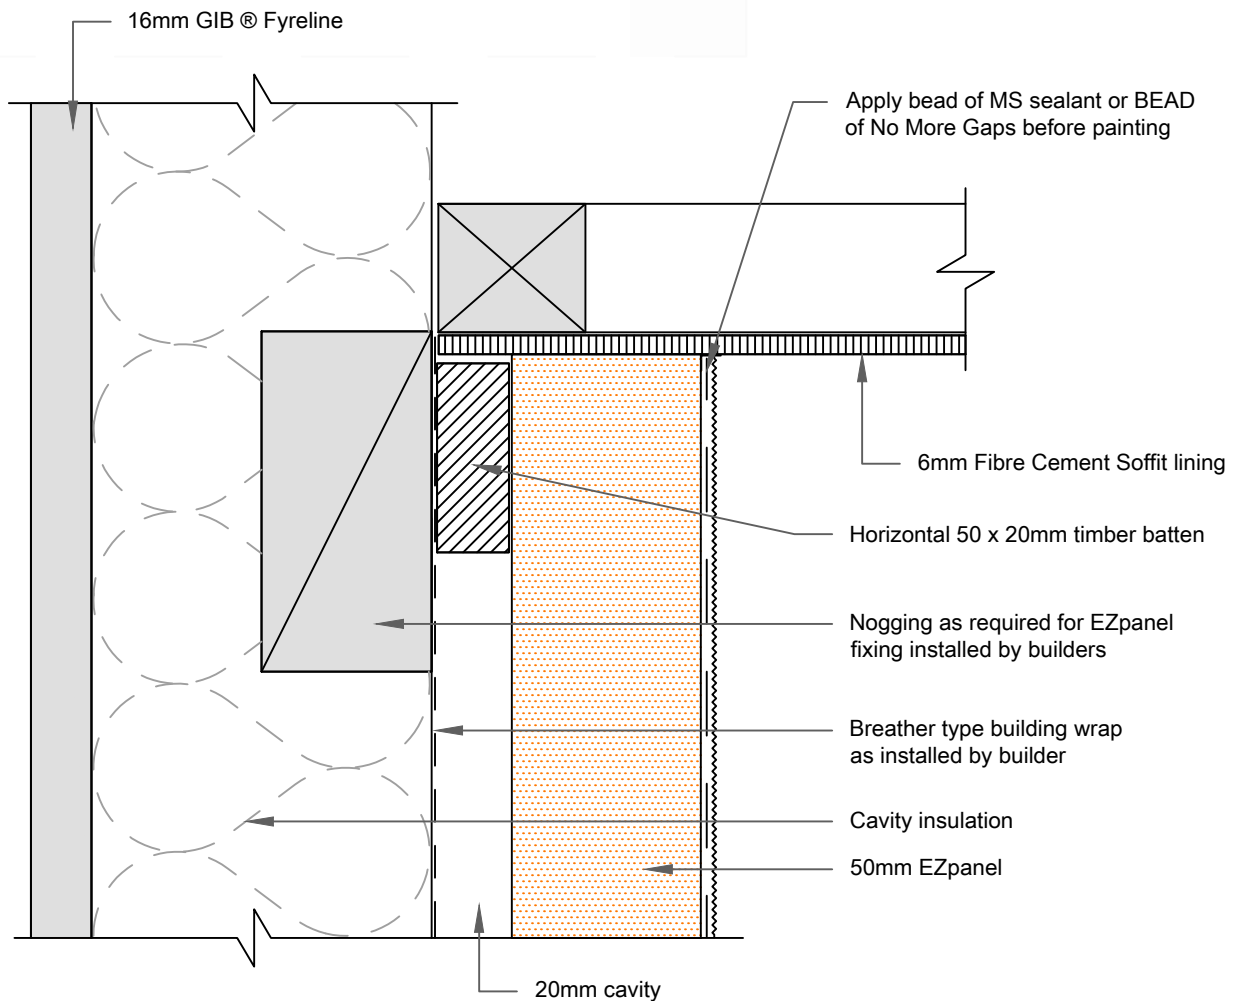 16mm GIB ® Fyreline
Apply bead of MS sealant or BEAD
of No More Gaps before painting
6mm Fibre Cement Soffit lining
Horizontal 50 x 20mm timber batten
Nogging as required for EZpanel
fixing installed by builders
Breather type building wrap
as installed by builder
Cavity insulation
50mm EZpanel
20mm cavity